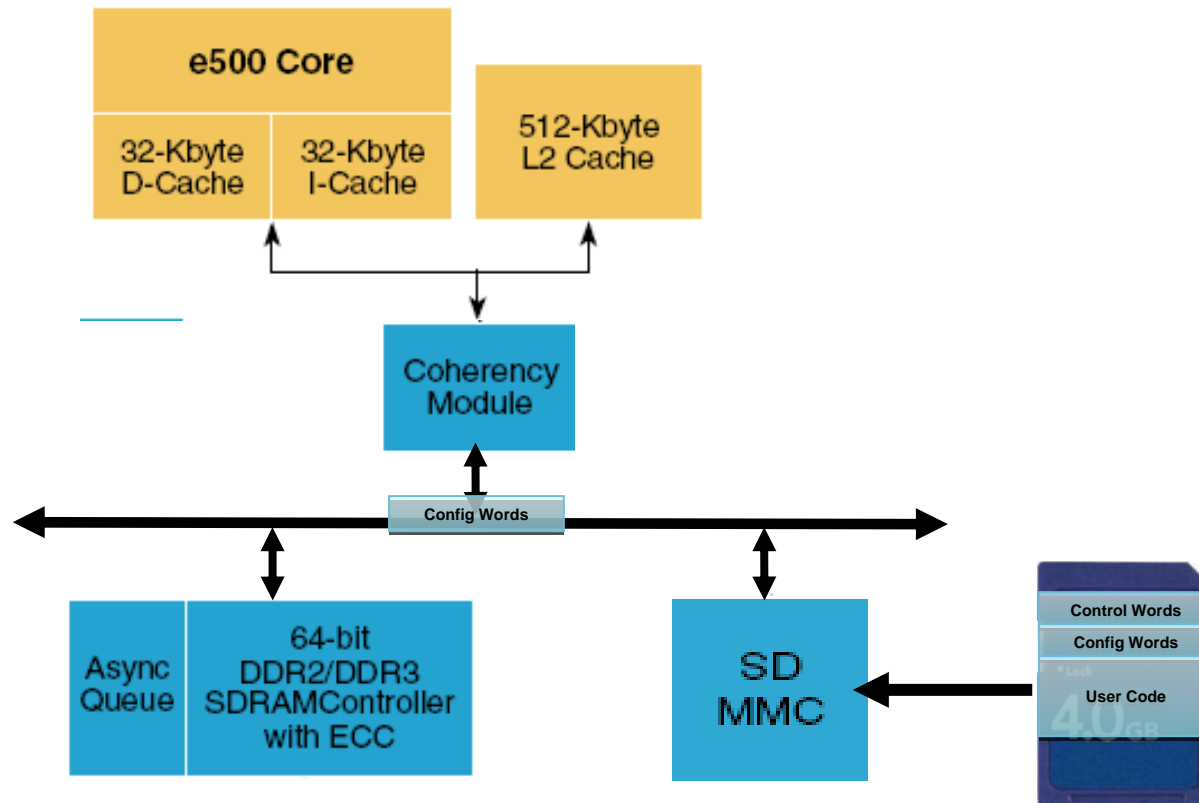 e500 Core
32-Kbyte
D-Cache
32-Kbyte
I-Cache
512-Kbyte
L2 Cache
Coherency
Module
Config Words
Async
Queue
64-bit
DDR2/DDR3
SDRAMController
with ECC
SD
MMC
Control Words
Config Words
Lock
User Code
4.0GB